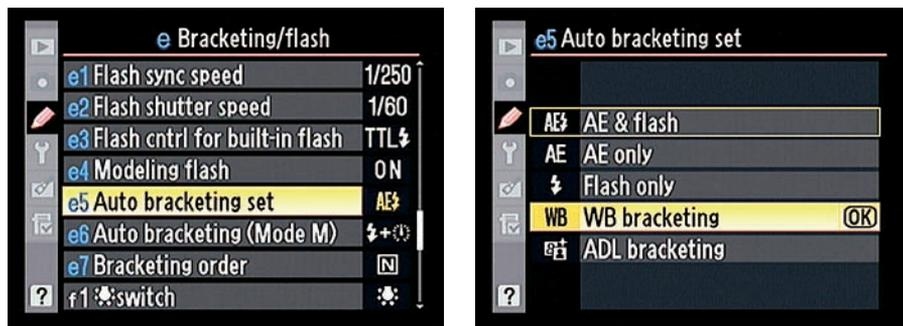 e Bracketing/flash
e1 Flash sync speed 1/250
e2 Flash shutter speed 1/60
e3 Flash cntrl for built-in flash TTL
e4 Modeling flash ON
e5 Auto bracketing set AE
e6 Auto bracketing (Mode M) +
e7 Bracketing order N
f1 switch
?
e5 Auto bracketing set
AE AE & flash
AE AE only
Flash only
WB WB bracketing OK
ADL bracketing
?